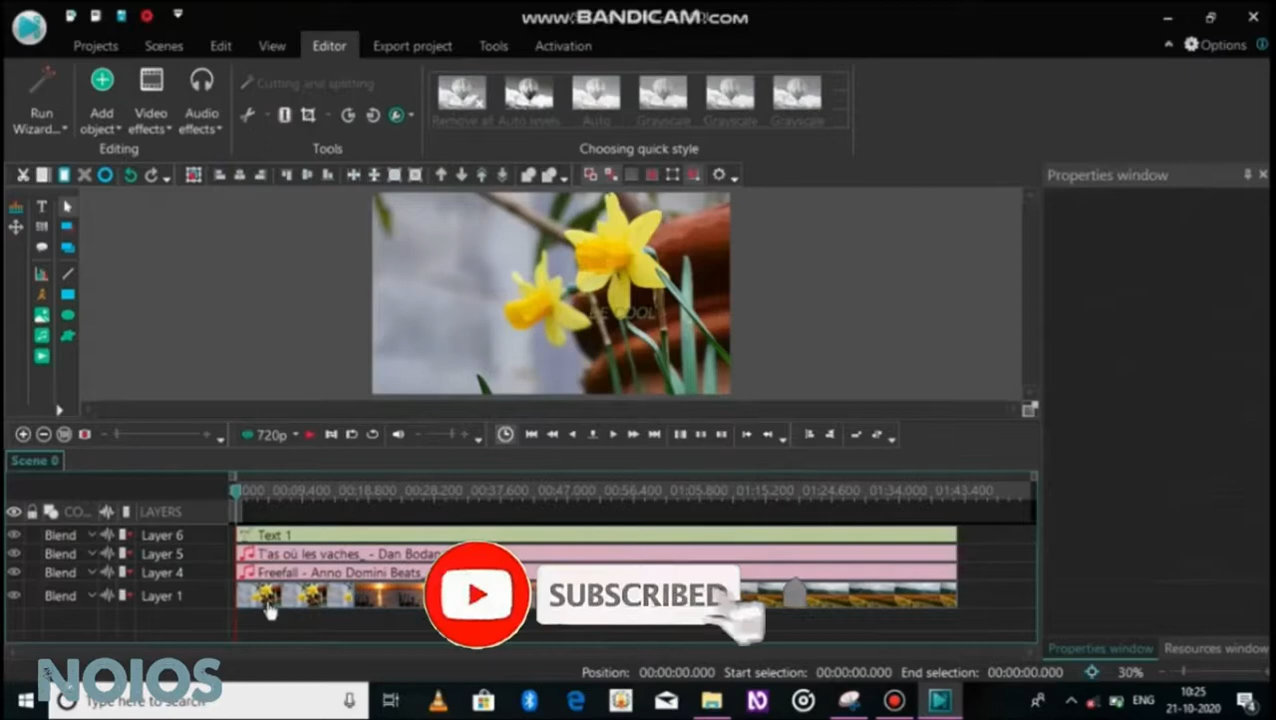 www.BANDICAM.com
Projects Scenes Edit View Editor Export project Tools Activation
Options
Cutting and splitting
Run Wizard...
Add object
Video effects
Audio effects
Remove all Auto levels Auto Grayscale Grayscale Grayscale
Editing Tools Choosing quick style
Properties window
BE COOL
720p
Scene 0
000 00:09.400 00:18.800 00:28.200 00:37.600 00:47.000 00:56.400 01:05.800 01:15.200 01:24.600 01:34.000 01:43.400
CO... LAYERS
Blend Layer 6 Text 1
Blend Layer 5 T'as où les vaches_ - Dan Bodan
Blend Layer 4 Freefall - Anno Domini Beats
Blend Layer 1
SUBSCRIBED
Properties window Resources window
Position: 00:00:00.000 Start selection: 00:00:00.000 End selection: 00:00:00.000 30%
NOIOS
Type here to search
ENG
10:25
21-10-2020
4